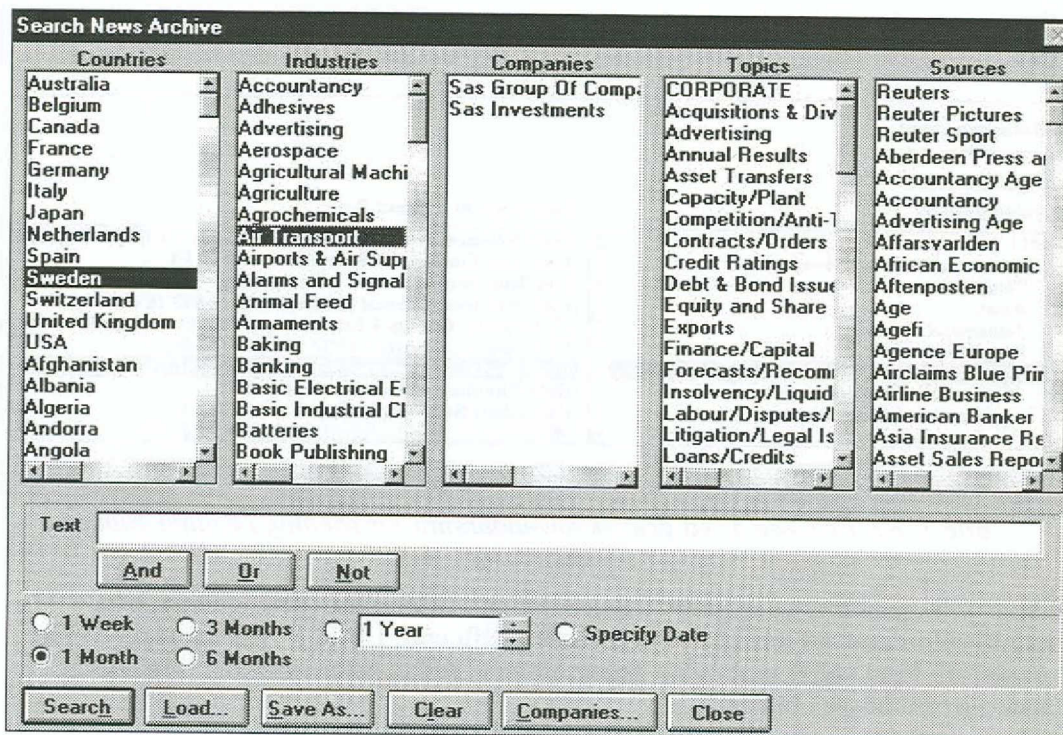 Search News Archive
Countries
Australia
Belgium
Canada
France
Germany
Italy
Japan
Netherlands
Spain
Sweden
Switzerland
United Kingdom
USA
Afghanistan
Albania
Algeria
Andorra
Angola
Industries
Accountancy
Adhesives
Advertising
Aerospace
Agricultural Machi
Agriculture
Agrochemicals
Air Transport
Airports & Air Supp
Alarms and Signal
Animal Feed
Armaments
Baking
Banking
Basic Electrical E
Basic Industrial Cl
Batteries
Book Publishing
Companies
Sas Group Of Compa
Sas Investments
Topics
CORPORATE
Acquisitions & Div
Advertising
Annual Results
Asset Transfers
Capacity/Plant
Competition/Anti-T
Contracts/Orders
Credit Ratings
Debt & Bond Issue
Equity and Share
Exports
Finance/Capital
Forecasts/Recomm
Insolvency/Liquid
Labour/Disputes/
Litigation/Legal Is
Loans/Credits
Sources
Reuters
Reuter Pictures
Reuter Sport
Aberdeen Press a
Accountancy Age
Accountancy
Advertising Age
Affarsvarlden
African Economic
Aftenposten
Age
Agefi
Agence Europe
Airclaims Blue Prin
Airline Business
American Banker
Asia Insurance Re
Asset Sales Repor
Text
And Or Not
1 Week 3 Months 1 Year Specify Date
1 Month 6 Months
Search Load... Save As... Clear Companies... Close